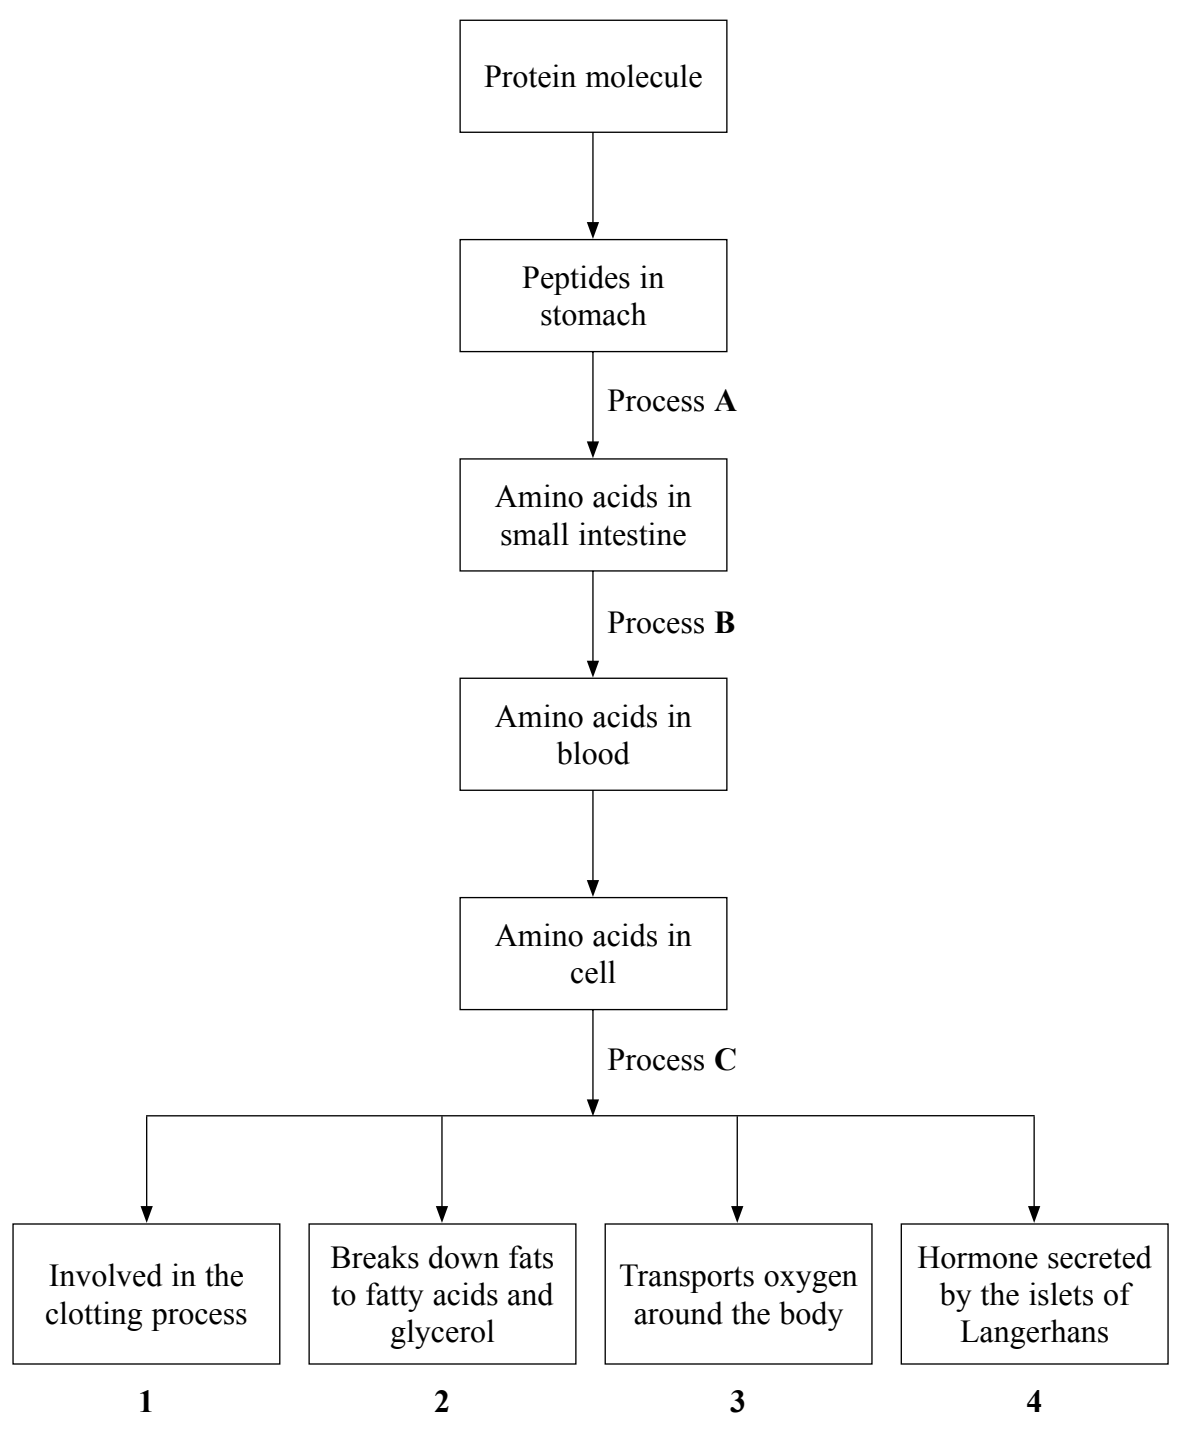 Protein molecule
Peptides in
stomach
Process A
Amino acids in
small intestine
Process B
Amino acids in
blood
Amino acids in
cell
Process C
Involved in the
clotting process
1
Breaks down fats
to fatty acids and
glycerol
2
Transports oxygen
around the body
3
Hormone secreted
by the islets of
Langerhans
4